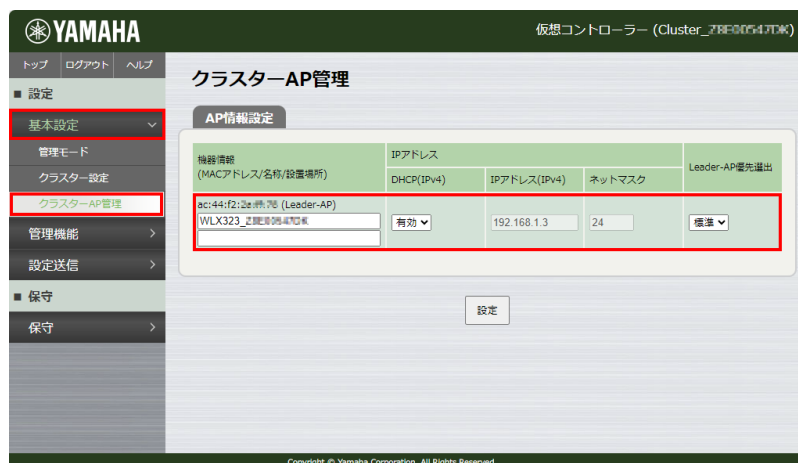 YAMAHA
仮想コントローラー (Cluster_
トップ ログアウト ヘルプ
■ 設定
基本設定
管理モード
クラスター設定
クラスターAP管理
管理機能
設定送信
■ 保守
保守
クラスターAP管理
AP情報設定
機器情報
(MACアドレス/名称/設置場所)
IPアドレス
DHCP(IPv4) IPアドレス(IPv4) ネットマスク
Leader-AP優先選出
ac:44:f2: (Leader-AP)
WLX323_
有効
192.168.1.3
24
標準
設定
Copyright © Yamaha Corporation. All Rights Reserved.